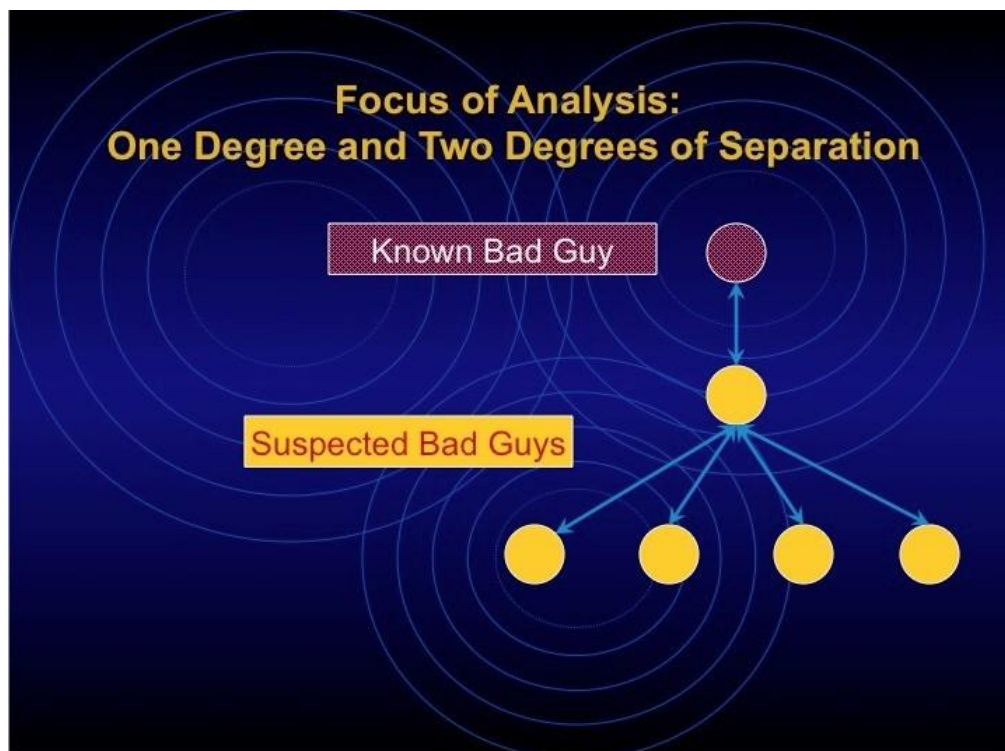 Focus of Analysis:
One Degree and Two Degrees of Separation
Known Bad Guy
Suspected Bad Guys